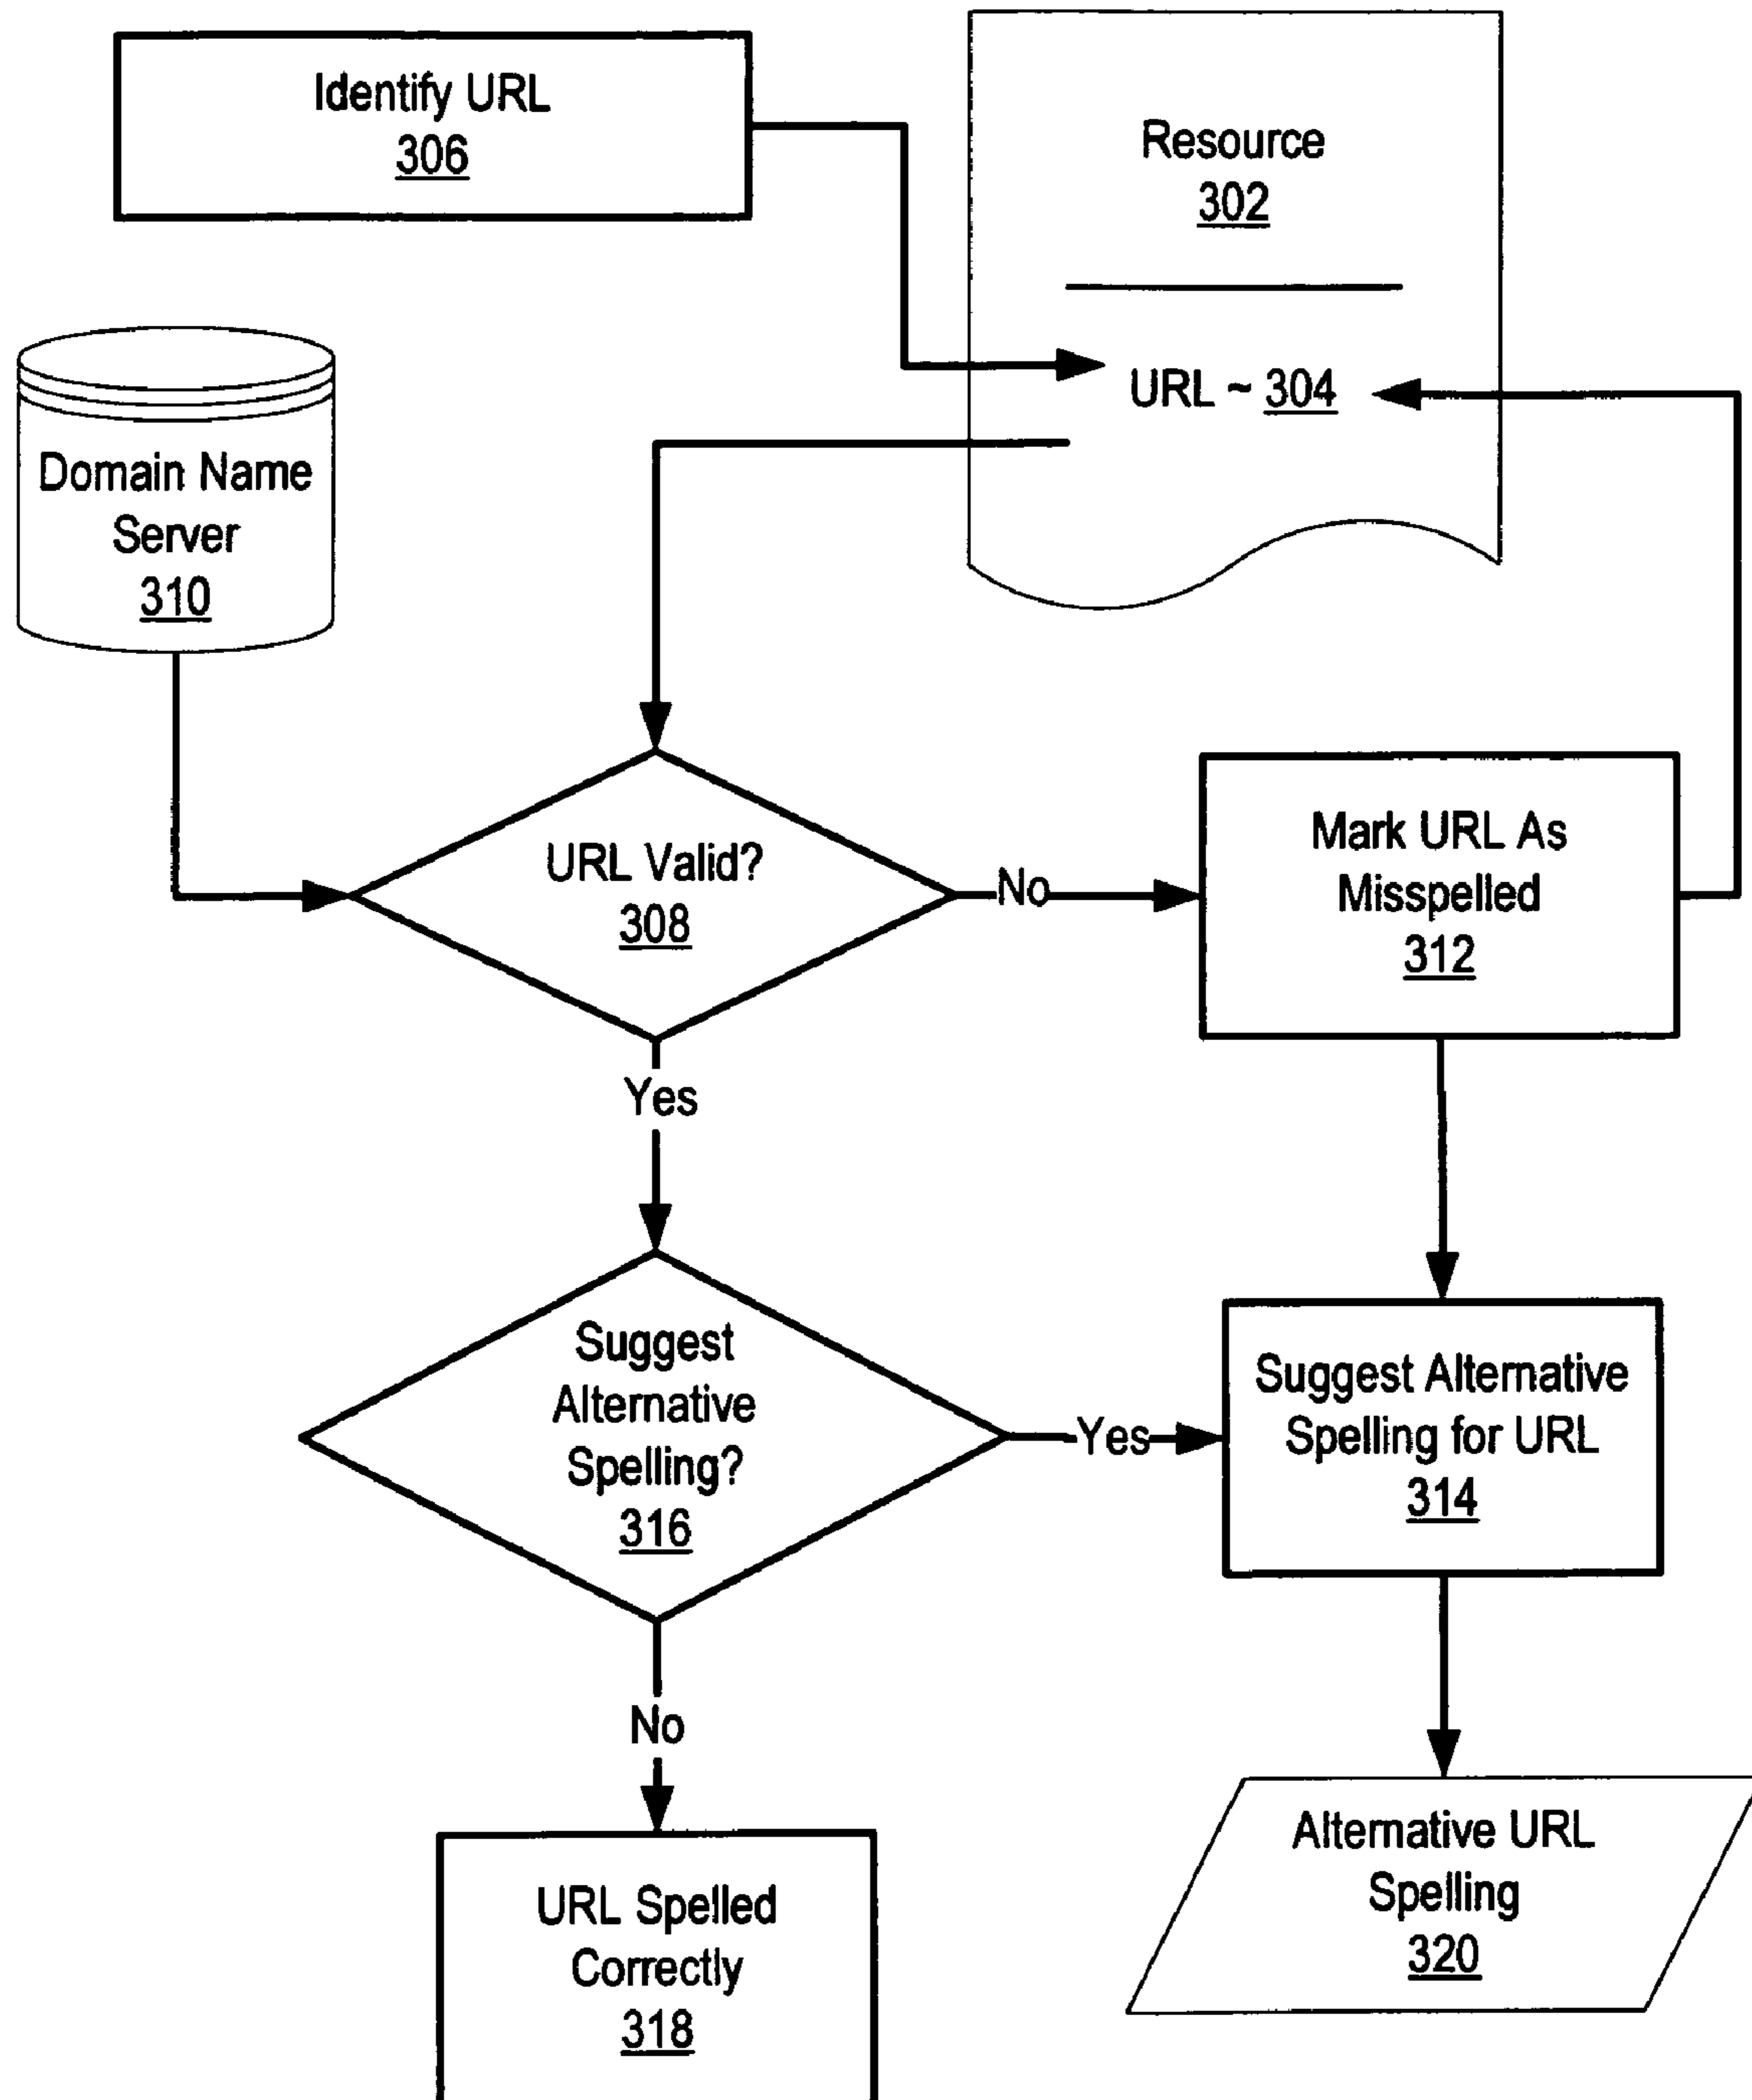 Identify URL
306
Resource
302
URL ~ 304
Domain Name
Server
310
URL Valid?
308
No
Mark URL As
Misspelled
312
Yes
Suggest
Alternative
Spelling?
316
Yes
Suggest Alternative
Spelling for URL
314
No
URL Spelled
Correctly
318
Alternative URL
Spelling
320